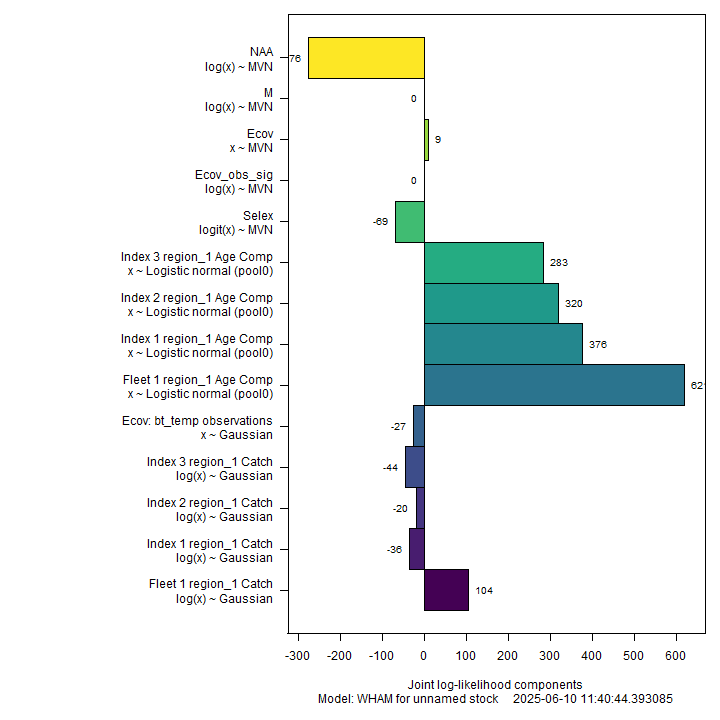 NAA
log(x) ~ MVN
76
M
log(x) ~ MVN
0
Ecov
x ~ MVN
9
Ecov_obs_sig
log(x) ~ MVN
0
Selex
logit(x) ~ MVN
-69
Index 3 region_1 Age Comp
x ~ Logistic normal (pool0)
283
Index 2 region_1 Age Comp
x ~ Logistic normal (pool0)
320
Index 1 region_1 Age Comp
x ~ Logistic normal (pool0)
376
Fleet 1 region_1 Age Comp
x ~ Logistic normal (pool0)
62
Ecov: bt_temp observations
x ~ Gaussian
-27
Index 3 region_1 Catch
log(x) ~ Gaussian
-44
Index 2 region_1 Catch
log(x) ~ Gaussian
-20
Index 1 region_1 Catch
log(x) ~ Gaussian
-36
Fleet 1 region_1 Catch
log(x) ~ Gaussian
104
-300 -200 -100 0 100 200 300 400 500 600
Joint log-likelihood components
Model: WHAM for unnamed stock 2025-06-10 11:40:44.393085